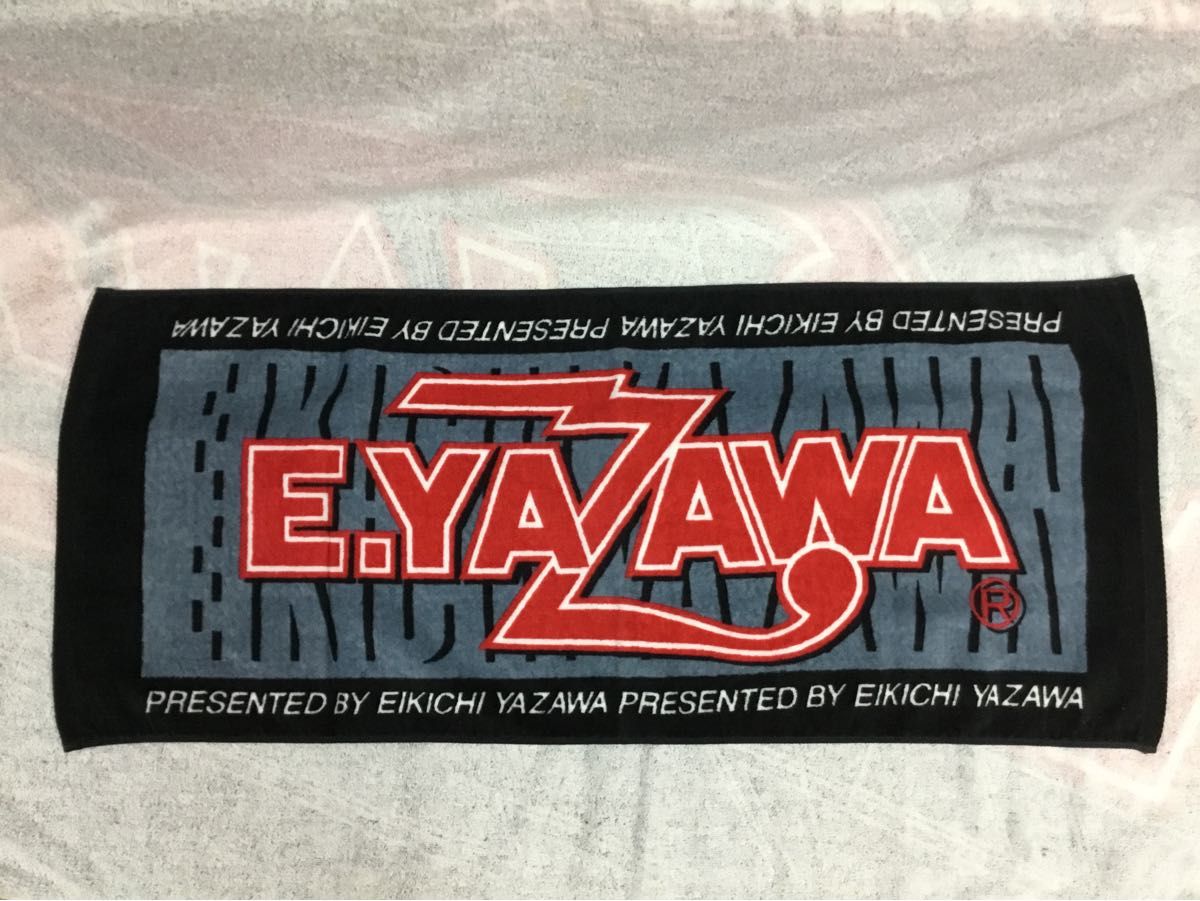 PRESENTED BY EIKICHI YAZAWA PRESENTED BY EIKICHI YAZAWA
E.YAZAWA
®
PRESENTED BY EIKICHI YAZAWA PRESENTED BY EIKICHI YAZAWA